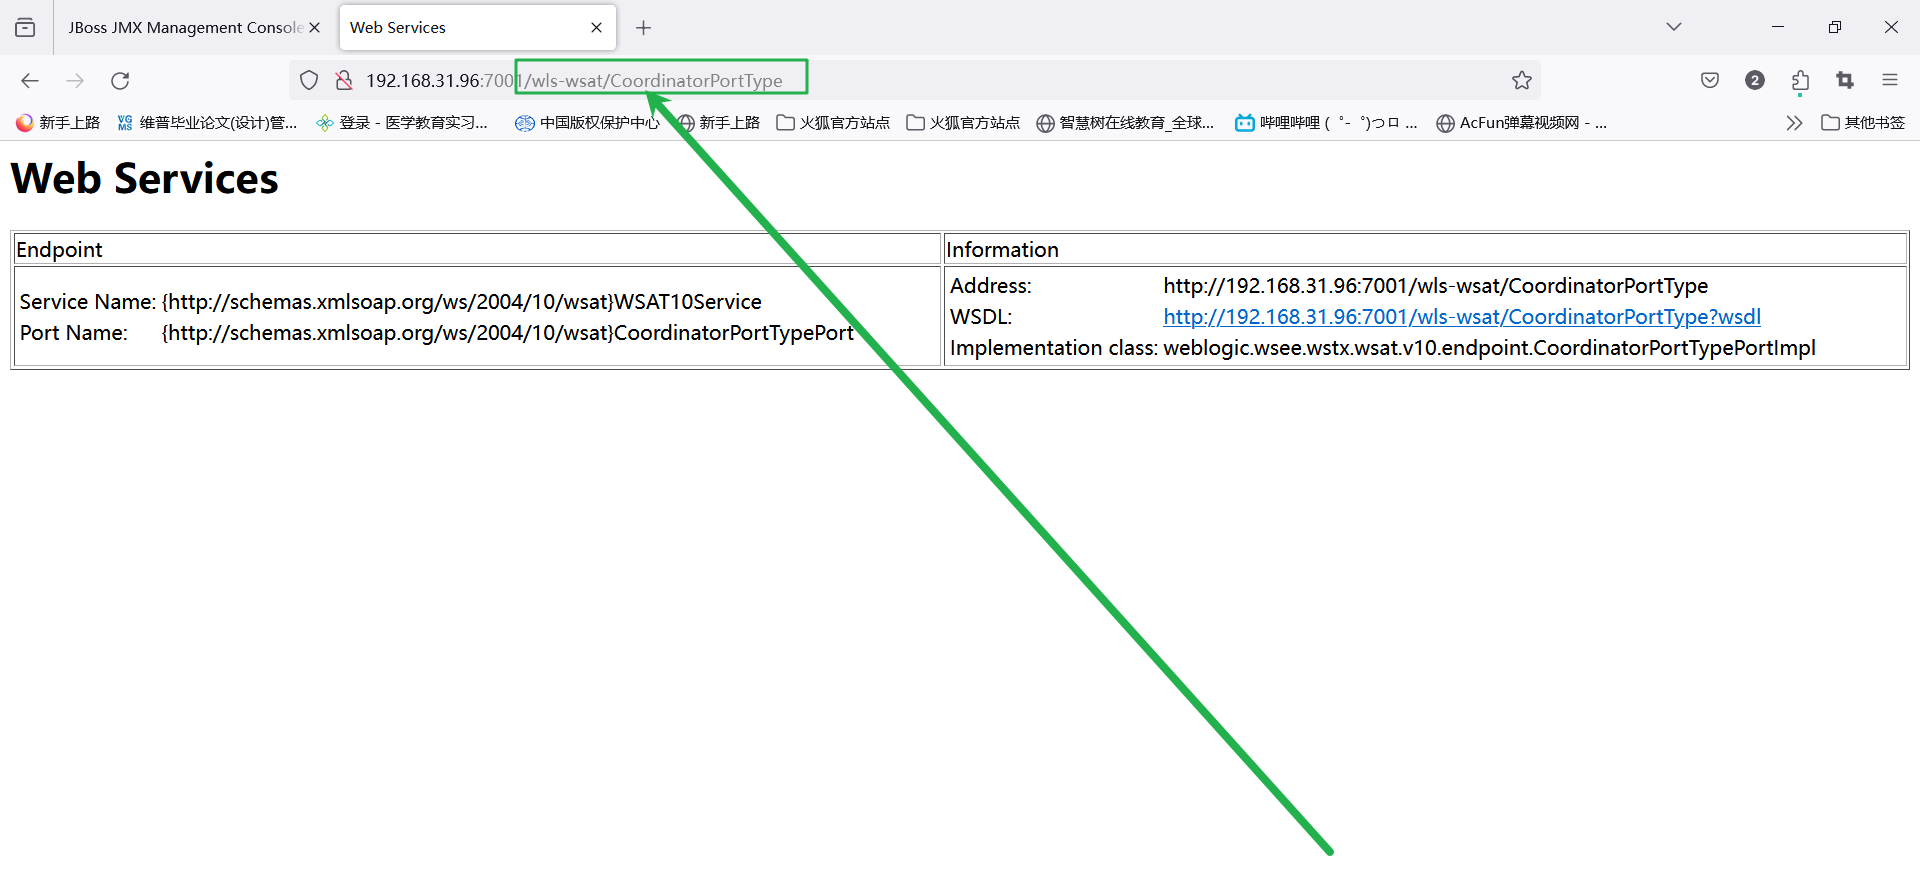 JBoss JMX Management Console
Web Services
192.168.31.96:7001/wls-wsat/CoordinatorPortType
2
新手上路 维普毕业论文(设计)管... 登录 - 医学教育实习... 中国版权保护中心 新手上路 火狐官方站点 火狐官方站点 智慧树在线教育_全球... 哔哩哔哩 ( ゜- ゜)つロ ... AcFun弹幕视频网 - ... 其他书签
Web Services
Endpoint Information
Service Name: {http://schemas.xmlsoap.org/ws/2004/10/wsat}WSAT10Service
Port Name: {http://schemas.xmlsoap.org/ws/2004/10/wsat}CoordinatorPortTypePort
Address: http://192.168.31.96:7001/wls-wsat/CoordinatorPortType
WSDL: http://192.168.31.96:7001/wls-wsat/CoordinatorPortType?wsdl
Implementation class: weblogic.wsee.wstx.wsat.v10.endpoint.CoordinatorPortTypePortImpl